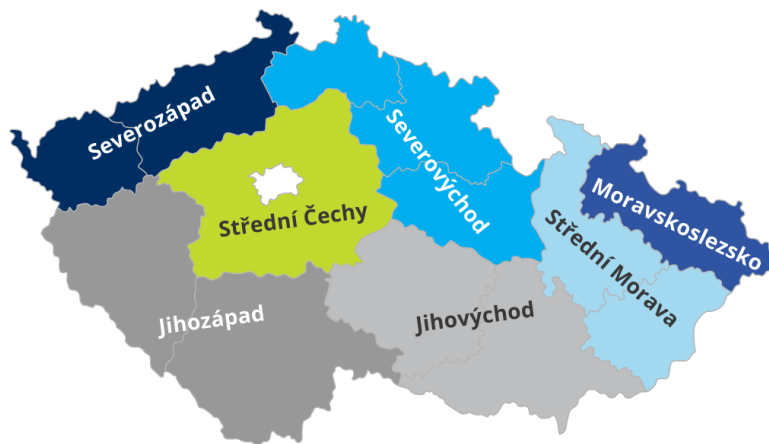 Severozápad
Severovýchod
Střední Čechy
Moravskoslezsko
Střední Morava
Jihozápad
Jihovýchod